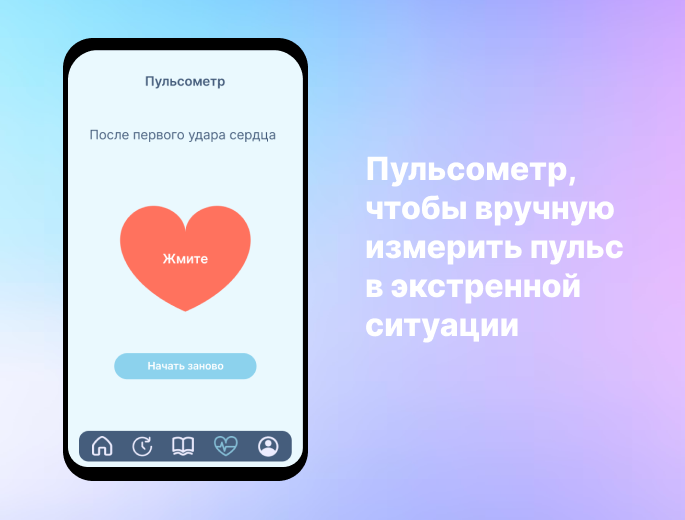 Пульсометр
После первого удара сердца
Жмите
Начать заново
Пульсометр,
чтобы вручную
измерить пульс
в экстренной
ситуации